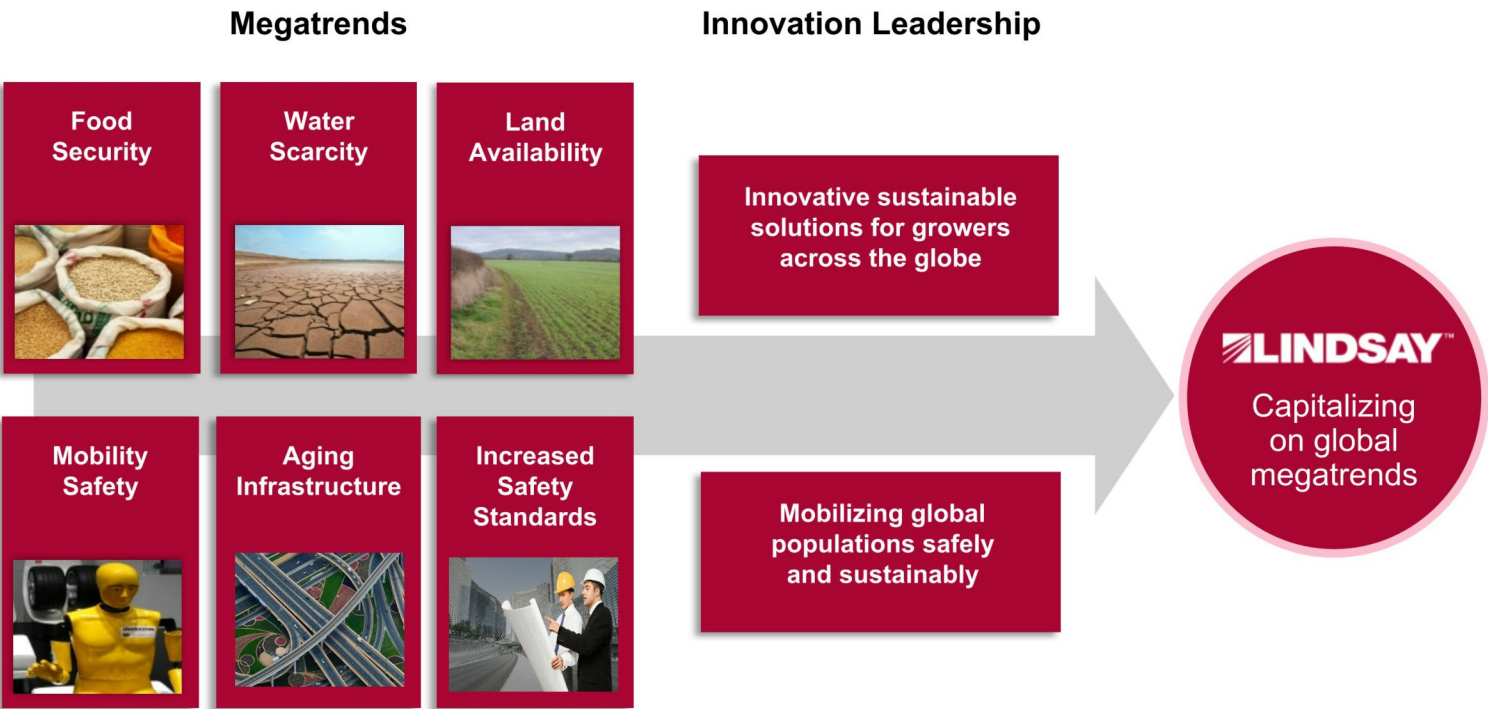 Megatrends
Innovation Leadership
Food
Security
Water
Scarcity
Land
Availability
Innovative sustainable
solutions for growers
across the globe
LINDSAY™
Capitalizing
on global
megatrends
Mobility
Safety
Aging
Infrastructure
Increased
Safety
Standards
Mobilizing global
populations safely
and sustainably